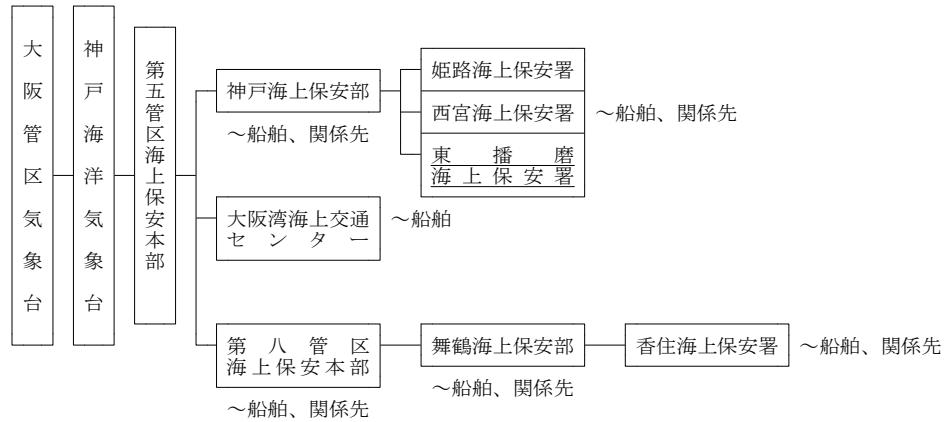 大阪管区気象台
神戸海洋気象台
第五管区海上保安本部
神戸海上保安部
~船舶、関係先
姫路海上保安署
西宮海上保安署
~船舶、関係先
東播磨
海上保安署
大阪湾海上交通
センター
~船舶
第八管区
海上保安本部
~船舶、関係先
舞鶴海上保安部
~船舶、関係先
香住海上保安署
~船舶、関係先